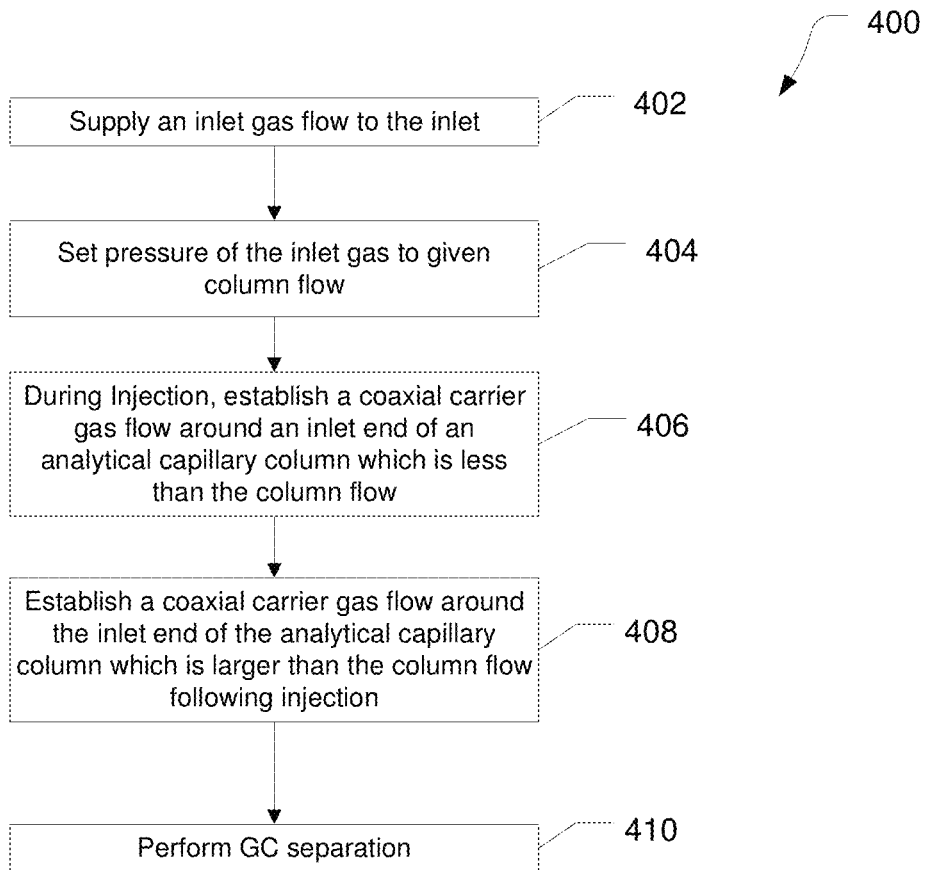 400
Supply an inlet gas flow to the inlet
402
Set pressure of the inlet gas to given
column flow
404
During Injection, establish a coaxial carrier
gas flow around an inlet end of an
analytical capillary column which is less
than the column flow
406
Establish a coaxial carrier gas flow around
the inlet end of the analytical capillary
column which is larger than the column flow
following injection
408
Perform GC separation
410